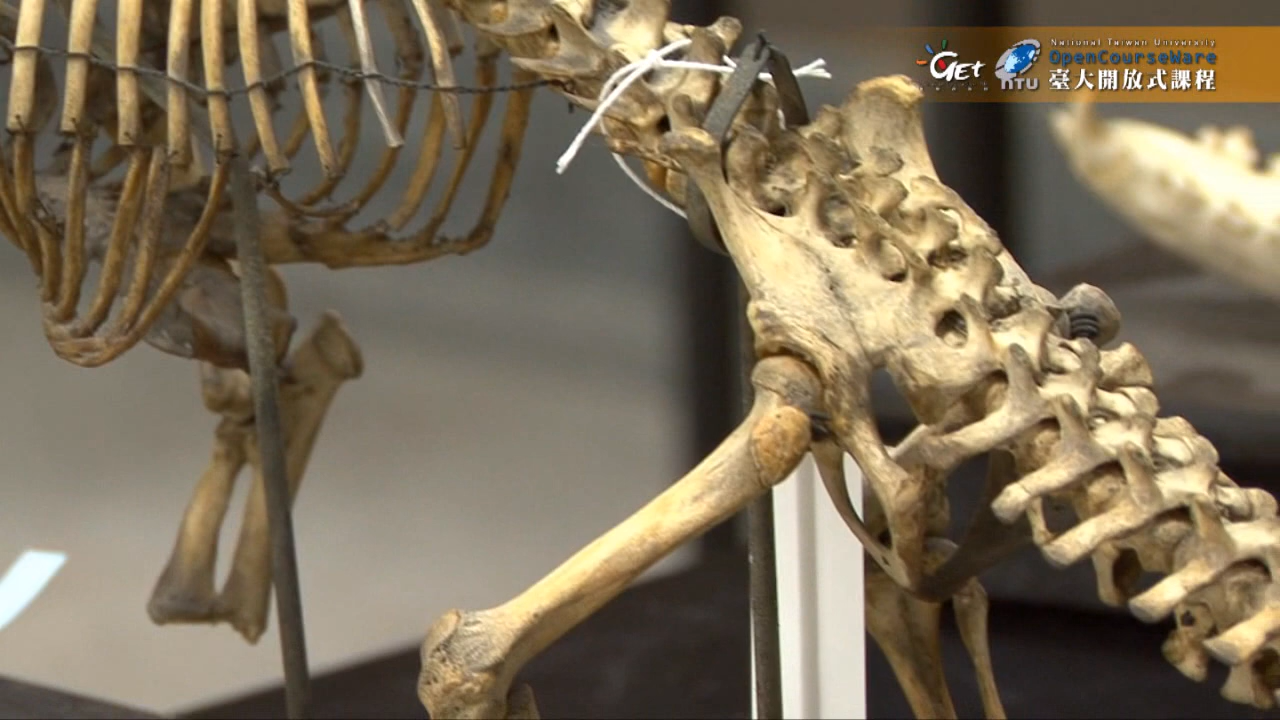 GET
NTU
National Taiwan University
OpenCourseWare
臺大開放式課程